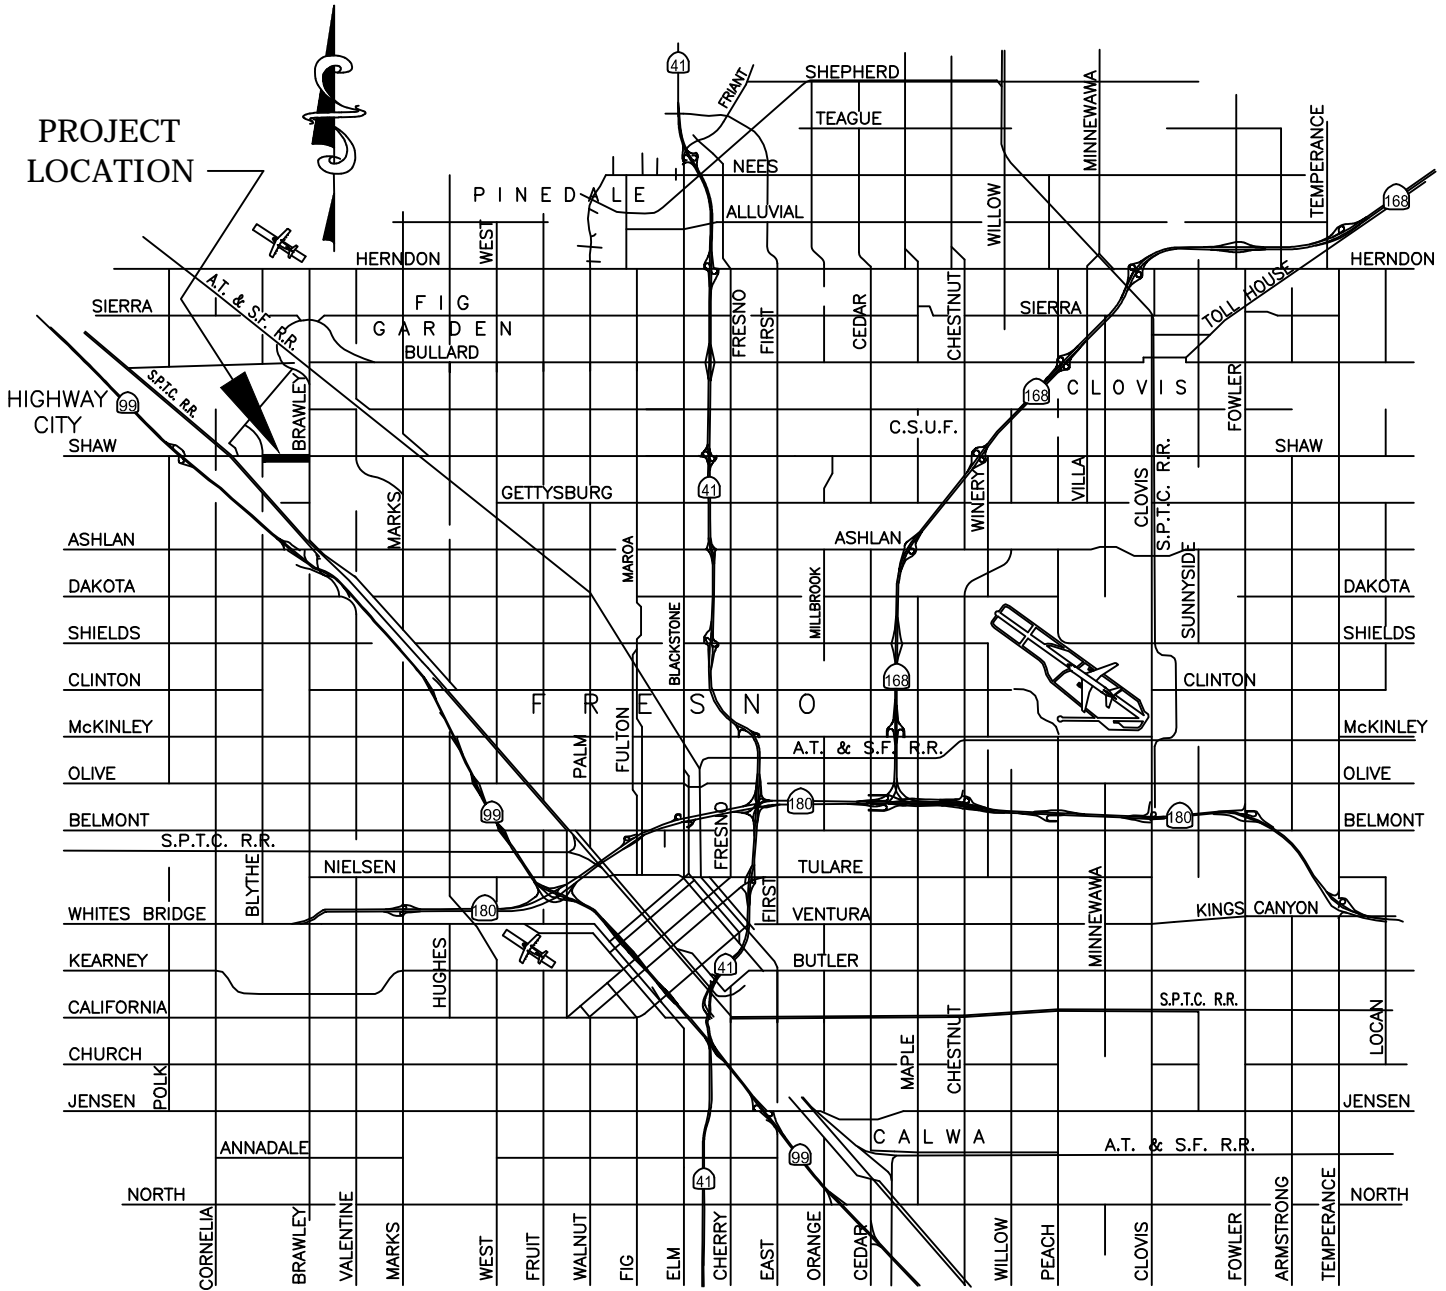 41
SHEPHERD
FRIANT
MINNEWAWA
TEAGUE
TEMPERANCE
PROJECT
LOCATION
NEES
PINEDALE
168
ALLUVIAL
WILLOW
WEST
HERNDON
HERNDON
A.T. & S.F. R.R.
TOLL HOUSE
SIERRA
FIG
GARDEN
FRESNO
FIRST
CEDAR
CHESTNUT
SIERRA
BULLARD
S.P.T.C. R.R.
BRAWLEY
HIGHWAY
CITY
99
168
CLOVIS
FOWLER
C.S.U.F.
SHAW
SHAW
MARKS
GETTYSBURG
41
WINERY
VILLA
CLOVIS
S.P.T.C. R.R.
ASHLAN
MAROA
ASHLAN
SUNNYSIDE
DAKOTA
MILLBROOK
DAKOTA
SHIELDS
BLACKSTONE
SHIELDS
CLINTON
168
CLINTON
FRESNO
McKINLEY
PALM
FULTON
A.T. & S.F. R.R.
McKINLEY
OLIVE
OLIVE
99
180
180
BELMONT
FRESNO
BELMONT
S.P.T.C. R.R.
BLYTHE
NIELSEN
TULARE
WHITES BRIDGE
180
FIRST
VENTURA
MINNEWAWA
KINGS CANYON
KEARNEY
HUGHES
41
BUTLER
CALIFORNIA
S.P.T.C. R.R.
LOCAN
CHURCH
POLK
MAPLE
CHESTNUT
JENSEN
JENSEN
CALWA
ANNADALE
99
A.T. & S.F. R.R.
41
NORTH
NORTH
CORNELIA
BRAWLEY
VALENTINE
MARKS
WEST
FRUIT
WALNUT
FIG
ELM
CHERRY
EAST
ORANGE
CEDAR
WILLOW
PEACH
CLOVIS
FOWLER
ARMSTRONG
TEMPERANCE